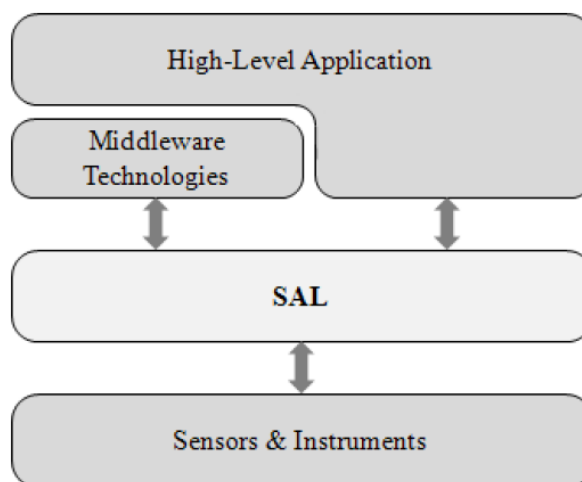 High-Level Application
Middleware
Technologies
SAL
Sensors & Instruments